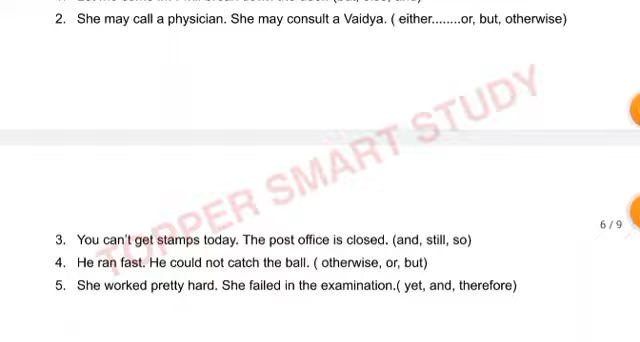 2. She may call a physician. She may consult a Vaidya. ( either........or, but, otherwise)
TOPPER SMART STUDY
6 / 9
3. You can't get stamps today. The post office is closed. (and, still, so)
4. He ran fast. He could not catch the ball. ( otherwise, or, but)
5. She worked pretty hard. She failed in the examination.( yet, and, therefore)